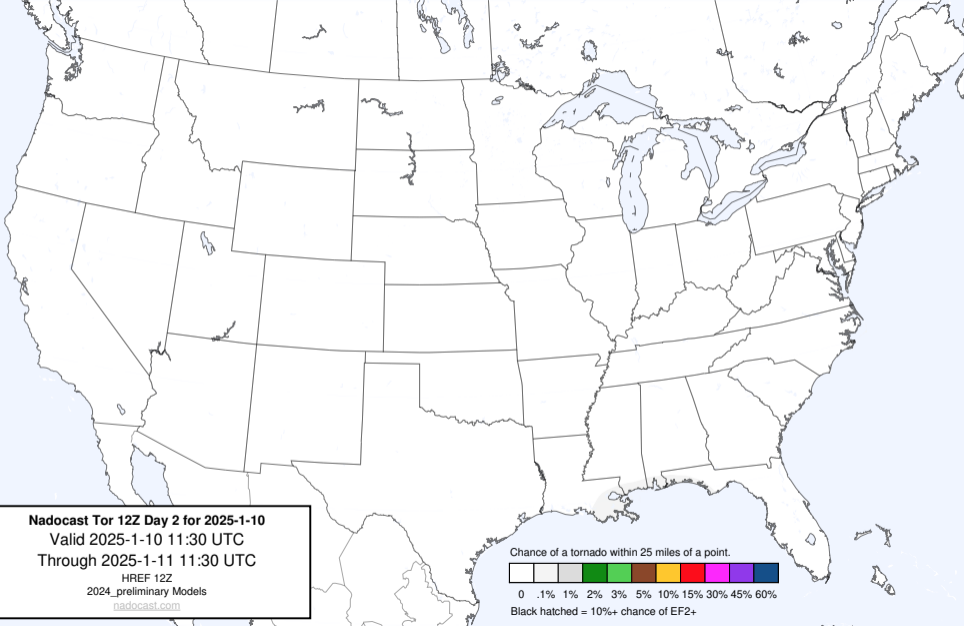 Nadocast Tor 12Z Day 2 for 2025-1-10
Valid 2025-1-10 11:30 UTC
Through 2025-1-11 11:30 UTC
HREF 12Z
2024_preliminary Models
nadocast.com
Chance of a tornado within 25 miles of a point.
0 .1% 1% 2% 3% 5% 10% 15% 30% 45% 60%
Black hatched = 10%+ chance of EF2+